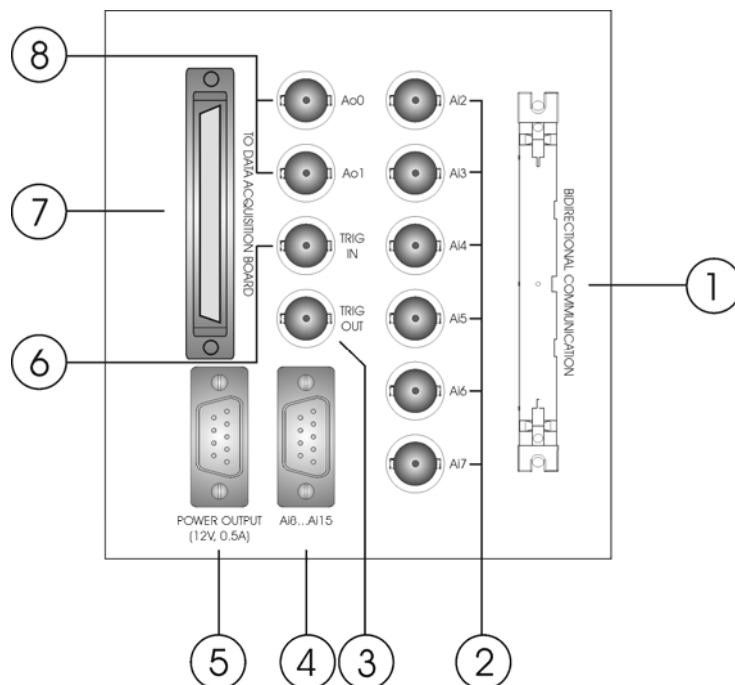 8
7
6
5
4
3
2
1
TO DATA ACQUISITION BOARD
Ao0
Ao1
TRIG
IN
TRIG
OUT
Ai2
Ai3
Ai4
Ai5
Ai6
Ai7
BIDIRECTIONAL COMMUNICATION
POWER OUTPUT
(12V, 0.5A)
Ai8...Ai15